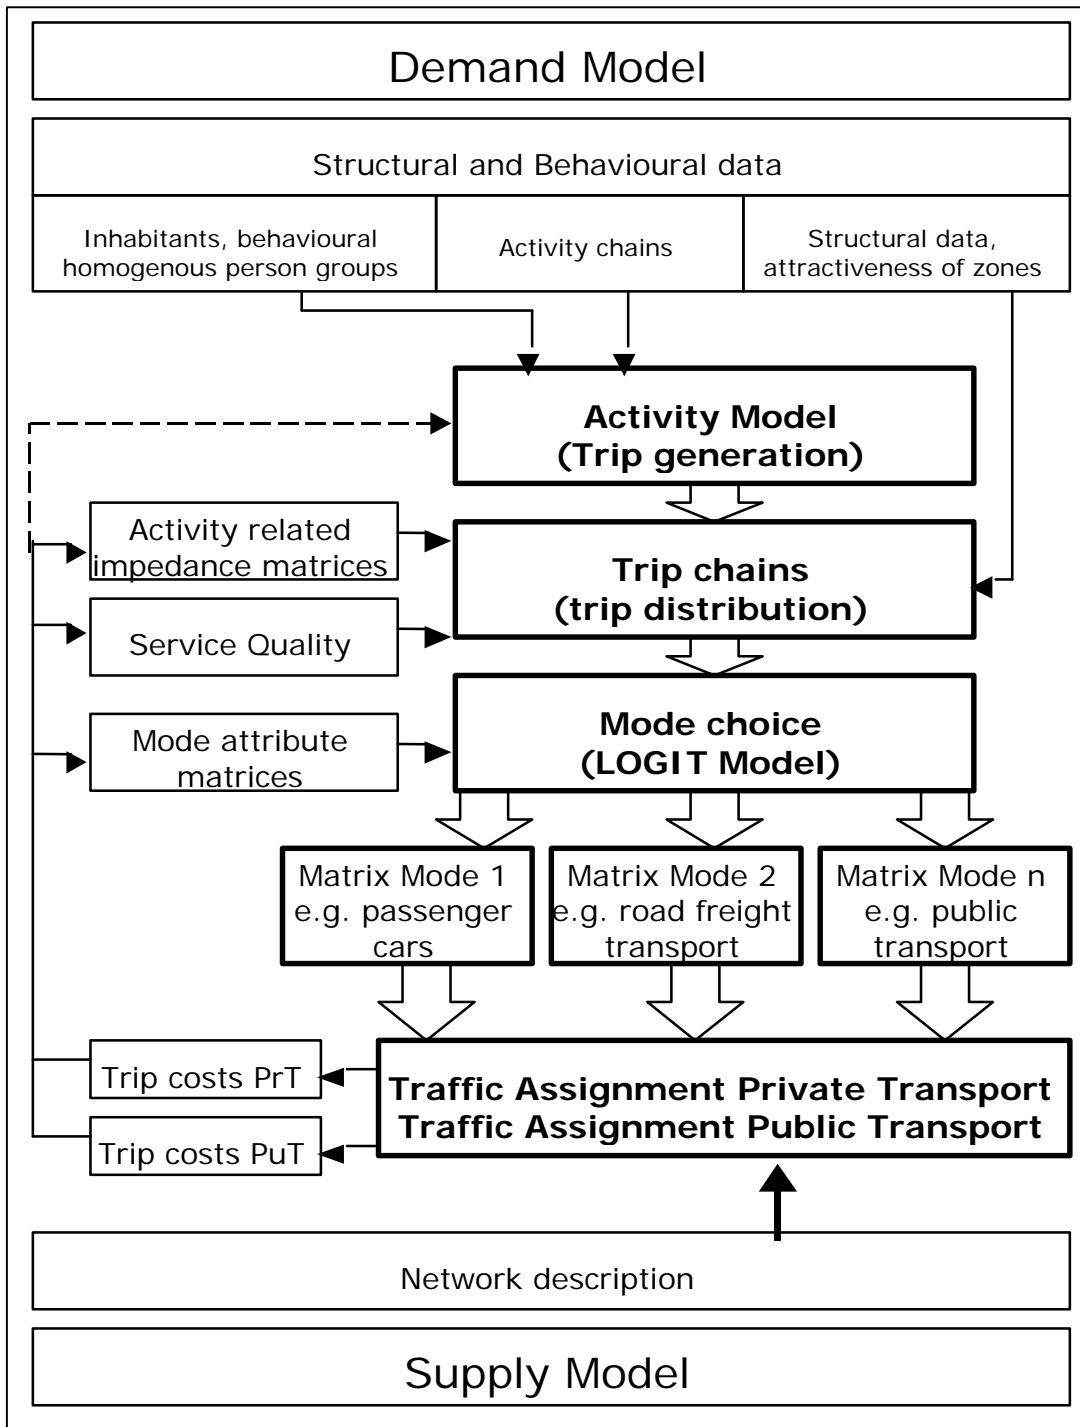 Demand Model
Structural and Behavioural data
Inhabitants, behavioural
homogenous person groups
Activity chains
Structural data,
attractiveness of zones
Activity Model
(Trip generation)
Activity related
impedance matrices
Trip chains
(trip distribution)
Service Quality
Mode choice
(LOGIT Model)
Mode attribute
matrices
Matrix Mode 1
e.g. passenger
cars
Matrix Mode 2
e.g. road freight
transport
Matrix Mode n
e.g. public
transport
Trip costs PrT
Traffic Assignment Private Transport
Traffic Assignment Public Transport
Trip costs PuT
Network description
Supply Model